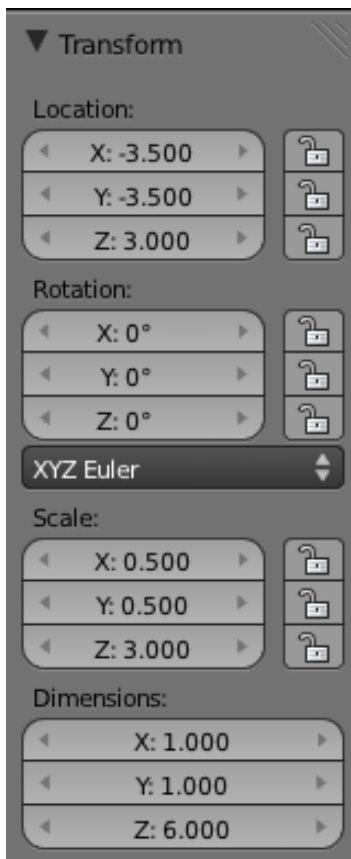 Transform
Location:
X: -3.500
Y: -3.500
Z: 3.000
Rotation:
X: 0°
Y: 0°
Z: 0°
XYZ Euler
Scale:
X: 0.500
Y: 0.500
Z: 3.000
Dimensions:
X: 1.000
Y: 1.000
Z: 6.000